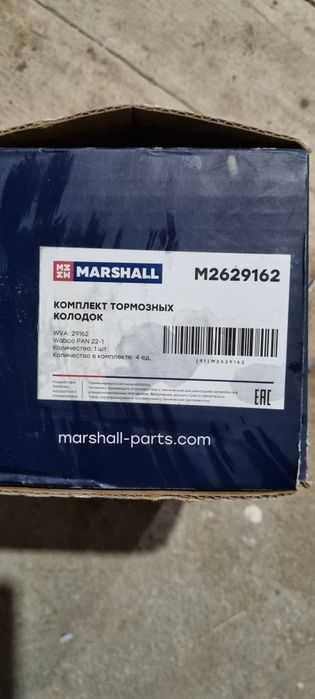 MARSHALL
M2629162
КОМПЛЕКТ ТОРМОЗНЫХ
КОЛОДОК
WVA: 29162
Wabco PAN 22-1
Количество: 1 шт.
Количество в комплекте: 4 ед.
(01)M2629162
EAC
marshall-parts.com